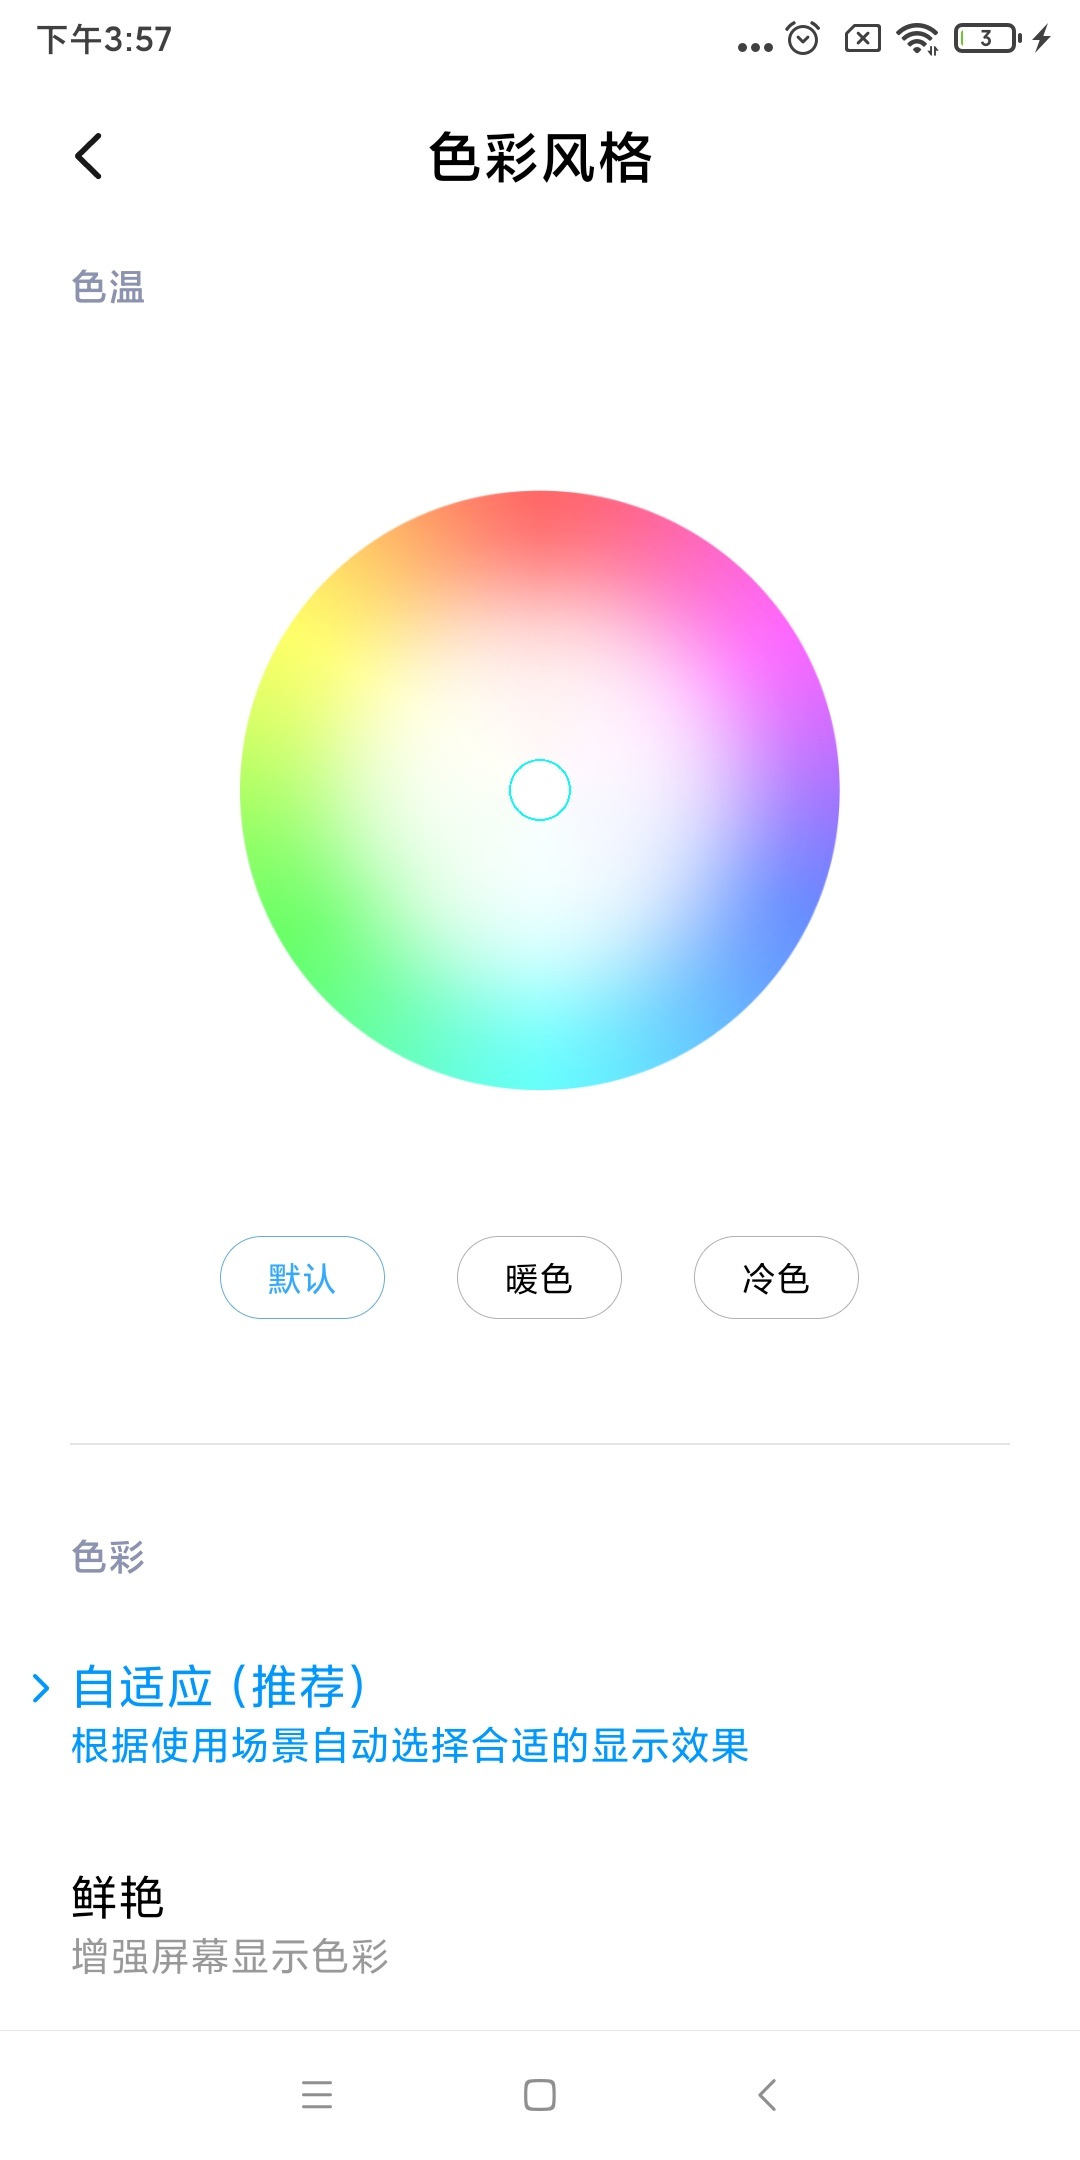 下午3:57
3
色彩风格
色温
默认
暖色
冷色
色彩
自适应（推荐）
根据使用场景自动选择合适的显示效果
鲜艳
增强屏幕显示色彩